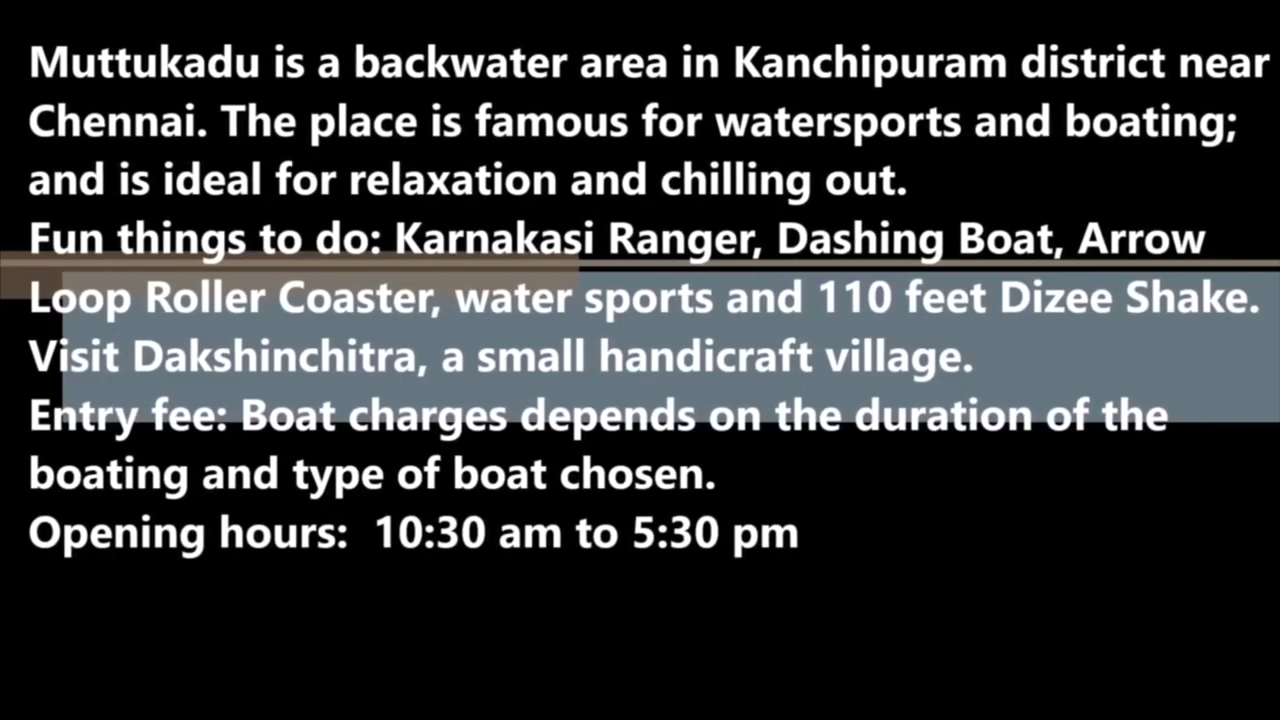 Muttukadu is a backwater area in Kanchipuram district near
Chennai. The place is famous for watersports and boating;
and is ideal for relaxation and chilling out.
Fun things to do: Karnakasi Ranger, Dashing Boat, Arrow
Loop Roller Coaster, water sports and 110 feet Dizee Shake.
Visit Dakshinchitra, a small handicraft village.
Entry fee: Boat charges depends on the duration of the
boating and type of boat chosen.
Opening hours:  10:30 am to 5:30 pm